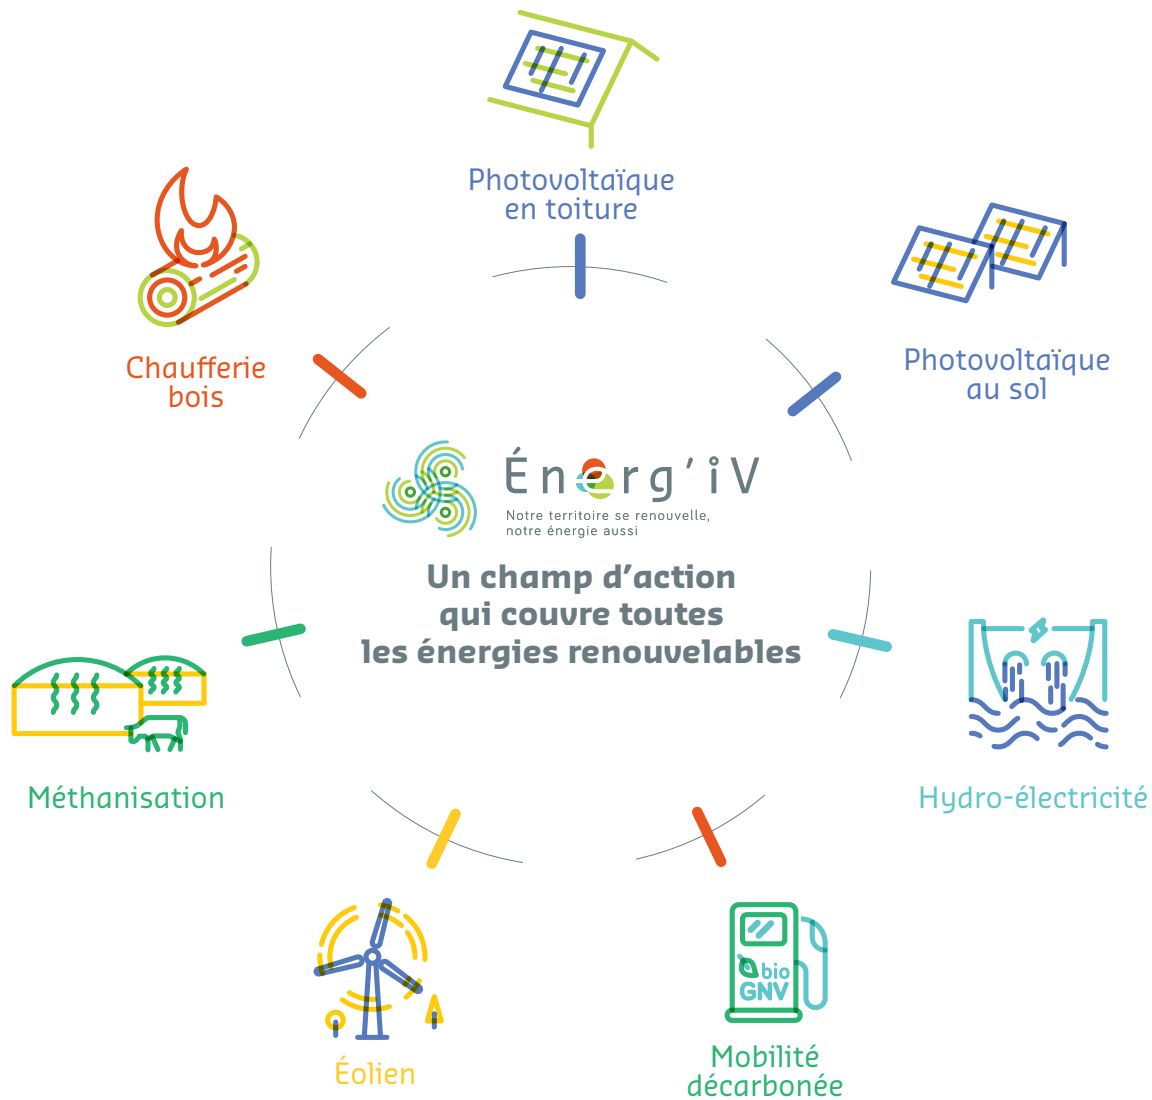 Photovoltaïque
en toiture
Photovoltaïque
au sol
Chaufferie
bois
Énerg'iV
Notre territoire se renouvelle,
notre énergie aussi
Un champ d'action
qui couvre toutes
les énergies renouvelables
Hydro-électricité
Méthanisation
bio
GNV
Mobilité
décarbonée
Éolien